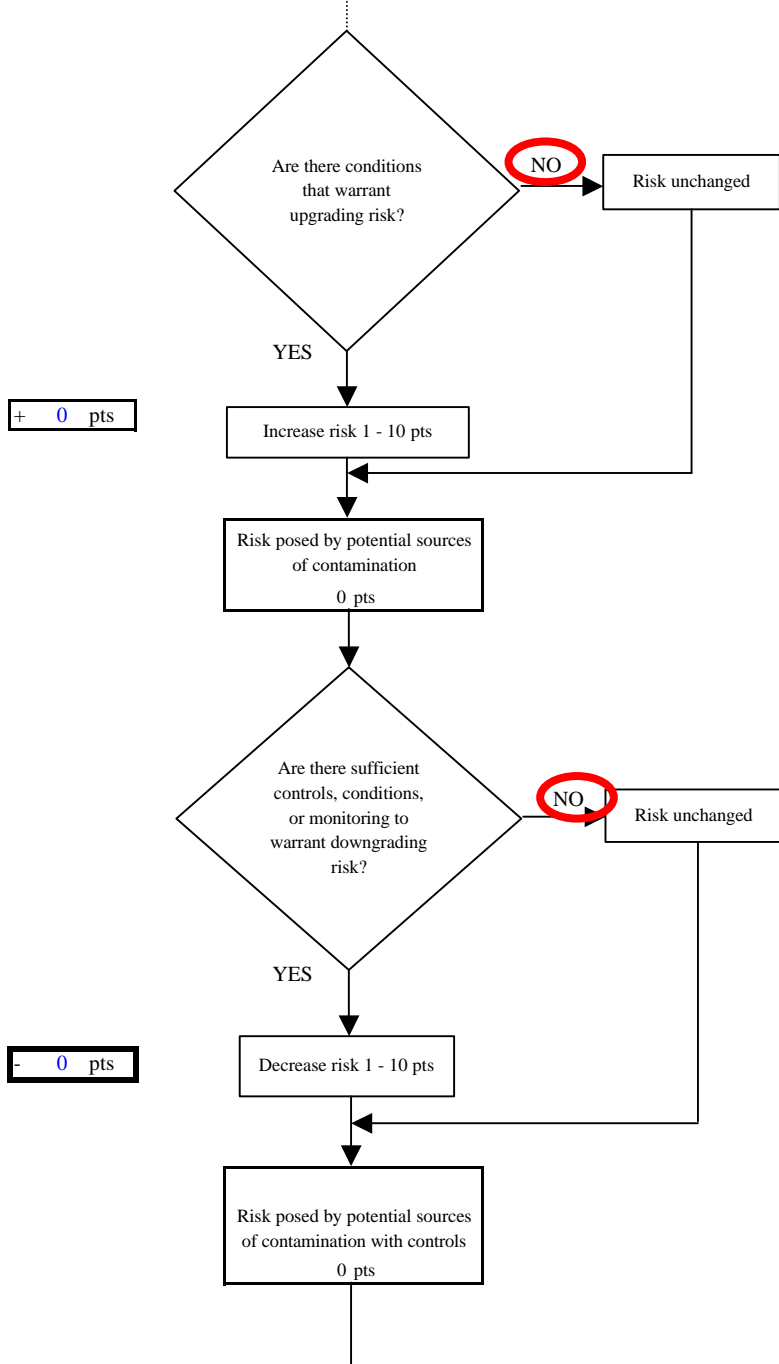 Are there conditions
that warrant
upgrading risk?
NO
Risk unchanged
YES
+ 0 pts
Increase risk 1 - 10 pts
Risk posed by potential sources
of contamination
0 pts
Are there sufficient
controls, conditions,
or monitoring to
warrant downgrading
risk?
NO
Risk unchanged
YES
- 0 pts
Decrease risk 1 - 10 pts
Risk posed by potential sources
of contamination with controls
0 pts